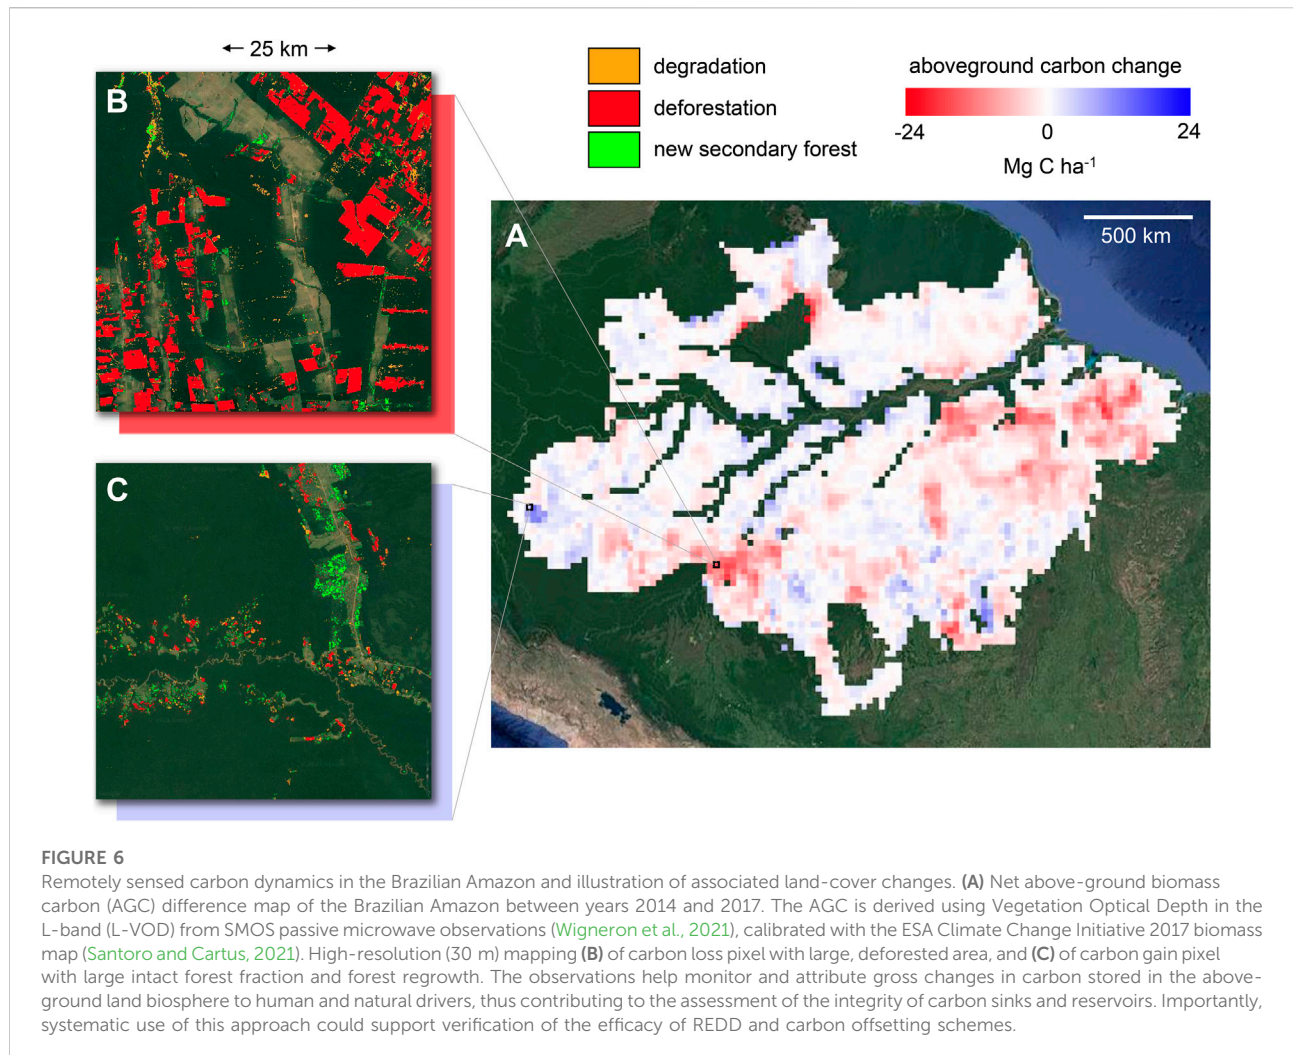 ← 25 km →
degradation
deforestation
new secondary forest
aboveground carbon change
-24 0 24
Mg C ha⁻¹
B
A
500 km
C
FIGURE 6
Remotely sensed carbon dynamics in the Brazilian Amazon and illustration of associated land-cover changes. (A) Net above-ground biomass
carbon (AGC) difference map of the Brazilian Amazon between years 2014 and 2017. The AGC is derived using Vegetation Optical Depth in the
L-band (L-VOD) from SMOS passive microwave observations (Wigneron et al., 2021), calibrated with the ESA Climate Change Initiative 2017 biomass
map (Santoro and Cartus, 2021). High-resolution (30 m) mapping (B) of carbon loss pixel with large, deforested area, and (C) of carbon gain pixel
with large intact forest fraction and forest regrowth. The observations help monitor and attribute gross changes in carbon stored in the above-
ground land biosphere to human and natural drivers, thus contributing to the assessment of the integrity of carbon sinks and reservoirs. Importantly,
systematic use of this approach could support verification of the efficacy of REDD and carbon offsetting schemes.